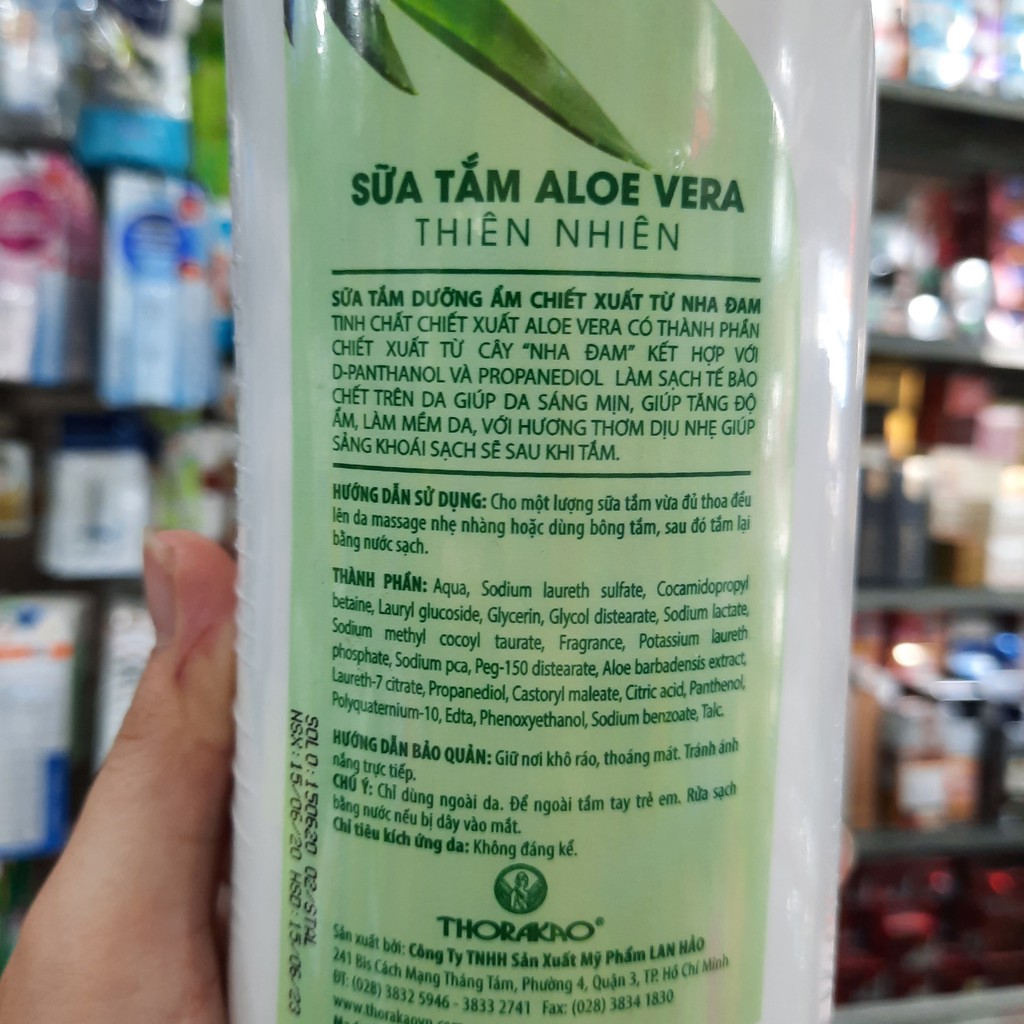 SỮA TẮM ALOE VERA
THIÊN NHIÊN
SỮA TẮM DƯỠNG ẨM CHIẾT XUẤT TỪ NHA ĐAM
TINH CHẤT CHIẾT XUẤT ALOE VERA CÓ THÀNH PHẦN
CHIẾT XUẤT TỪ CÂY “NHA ĐAM” KẾT HỢP VỚI
D-PANTHANOL VÀ PROPANEDIOL LÀM SẠCH TẾ BÀO
CHẾT TRÊN DA GIÚP DA SÁNG MỊN, GIÚP TĂNG ĐỘ
ẨM, LÀM MỀM DA, VỚI HƯƠNG THƠM DỊU NHẸ GIÚP
SẢNG KHOÁI SẠCH SẼ SAU KHI TẮM.
HƯỚNG DẪN SỬ DỤNG: Cho một lượng sữa tắm vừa đủ thoa đều
lên da massage nhẹ nhàng hoặc dùng bông tắm, sau đó tắm lại
bằng nước sạch.
THÀNH PHẦN: Aqua, Sodium laureth sulfate, Cocamidopropyl
betaine, Lauryl glucoside, Glycerin, Glycol distearate, Sodium lactate,
Sodium methyl cocoyl taurate, Fragrance, Potassium laureth
phosphate, Sodium pca, Peg-150 distearate, Aloe barbadensis extract,
Laureth-7 citrate, Propanediol, Castoryl maleate, Citric acid, Panthenol,
Polyquaternium-10, Edta, Phenoxyethanol, Sodium benzoate, Talc.
HƯỚNG DẪN BẢO QUẢN: Giữ nơi khô ráo, thoáng mát. Tránh ánh
nắng trực tiếp.
CHÚ Ý: Chỉ dùng ngoài da. Để ngoài tầm tay trẻ em. Rửa sạch
bằng nước nếu bị dây vào mắt.
Chỉ tiêu kích ứng da: Không đáng kể.
THORAKAO®
Sản xuất bởi: Công Ty TNHH Sản Xuất Mỹ Phẩm LAN HẢO
241 Bis Cách Mạng Tháng Tám, Phường 4, Quận 3, TP. Hồ Chí Minh
ĐT: (028) 3832 5946 - 3833 2741 Fax: (028) 3834 1830
SOLO:150620 02/STAL
NSX:15/06/20 HSD:15/06/23